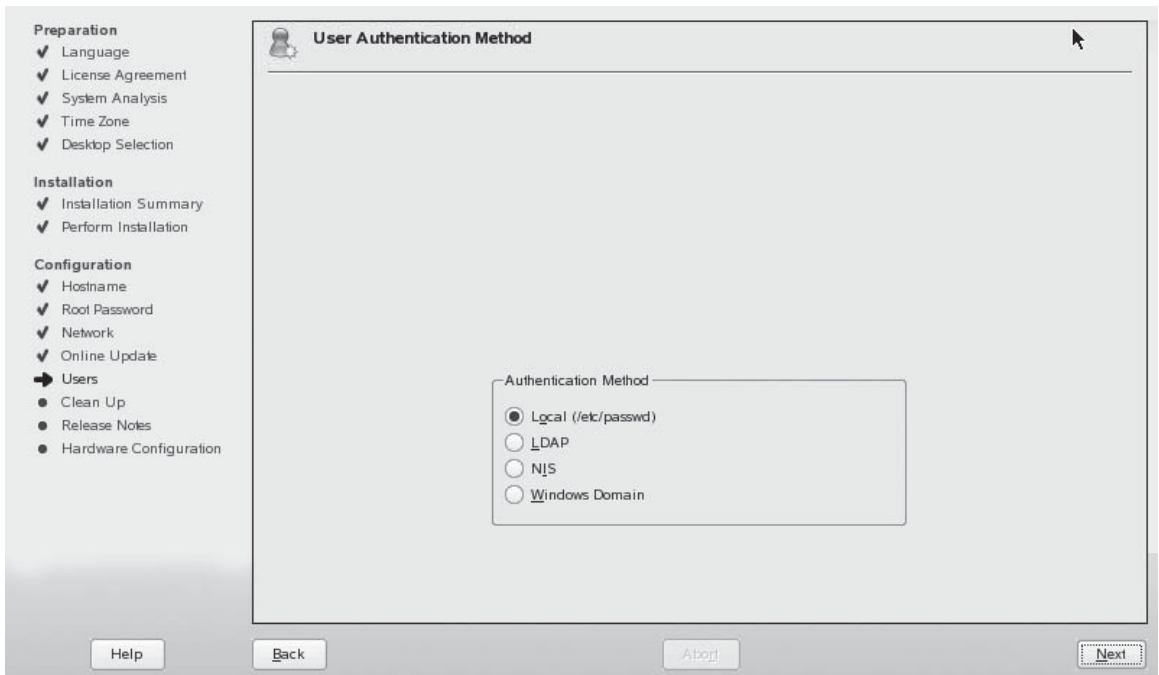 Preparation
Language
License Agreement
System Analysis
Time Zone
Desktop Selection
Installation
Installation Summary
Perform Installation
Configuration
Hostname
Root Password
Network
Online Update
Users
Clean Up
Release Notes
Hardware Configuration
User Authentication Method
Authentication Method
Local (/etc/passwd)
LDAP
NIS
Windows Domain
Help
Back
Abort
Next